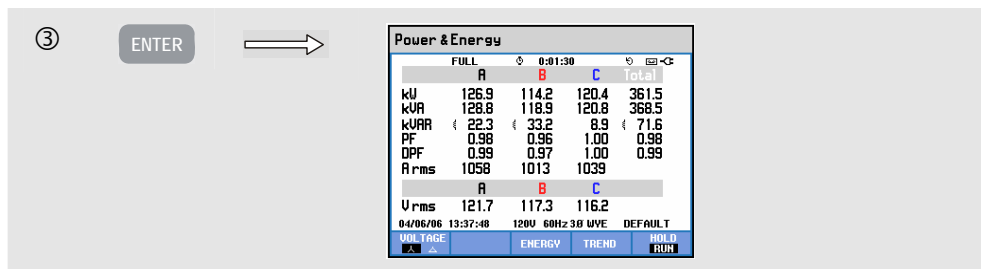 ③
ENTER
Power & Energy
FULL 0:01:30
A B C Total
kW 126.9 114.2 120.4 361.5
kVA 128.8 118.9 120.8 368.5
kVAR 22.3 33.2 8.9 71.6
PF 0.98 0.96 1.00 0.98
DPF 0.99 0.97 1.00 0.99
A rms 1058 1013 1039
A B C
V rms 121.7 117.3 116.2
04/06/06 13:37:48 120V 60Hz 3Ø WYE DEFAULT
VOLTAGE ENERGY TREND HOLD
RUN